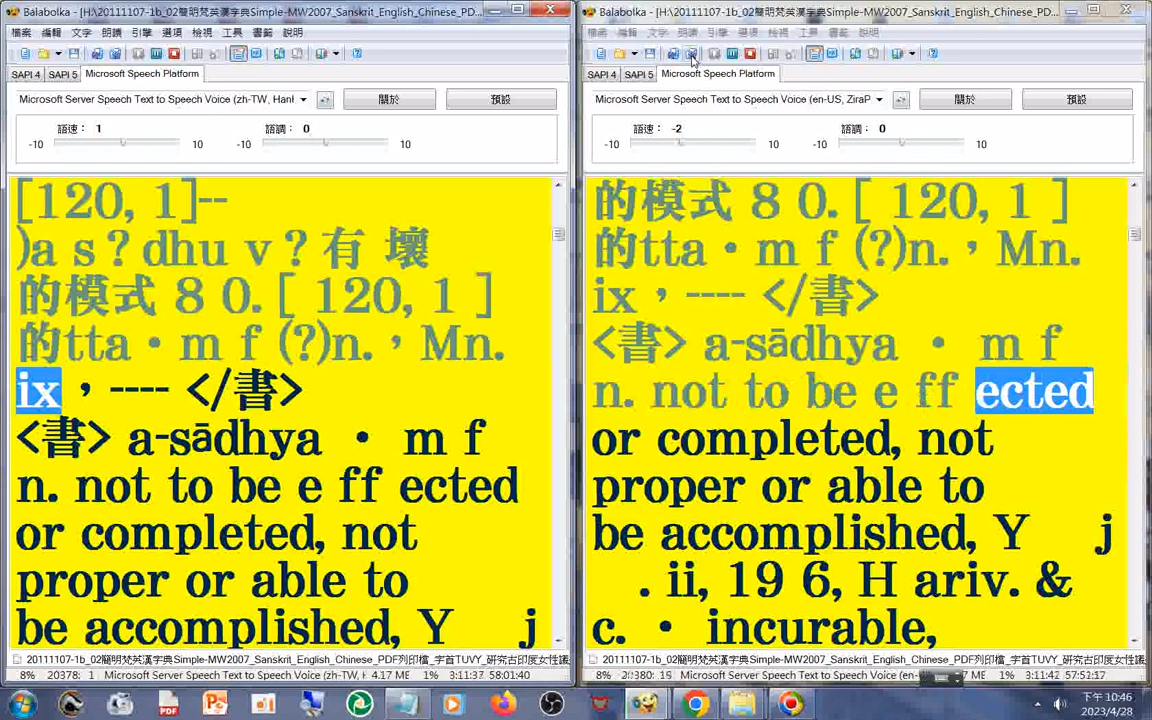 Balabolka - [H:\20111107-1b_02簡明梵英漢字典Simple-MW2007_Sanskrit_English_Chinese_PD...
檔案 編輯 文字 朗讀 引擎 選項 檢視 工具 書籤 說明
SAPI 4 SAPI 5 Microsoft Speech Platform
Microsoft Server Speech Text to Speech Voice (zh-TW, HanH
關於 預設
語速： 1 語調： 0
-10 10 -10 10
[120, 1]--
)a s ? dhu v ? 有 壞
的模式 8 0. [ 120, 1 ]
的tta • m f (?)n. , Mn.
ix , ---- </書>
<書> a-sādhya • m f
n. not to be e ff ected
or completed, not
proper or able to
be accomplished, Y j
20111107-1b_02簡明梵英漢字典Simple-MW2007_Sanskrit_English_Chinese_PDF列印檔_字首TUVY_研究古印度女性議
8% 20378: 1 Microsoft Server Speech Text to Speech Voice (zh-TW, H 4.17 ME 1% 3:11:37 58:01:40
Balabolka - [H:\20111107-1b_02簡明梵英漢字典Simple-MW2007_Sanskrit_English_Chinese_PDF...
檔案 編輯 文字 朗讀 引擎 選項 檢視 工具 書籤 說明
SAPI 4 SAPI 5 Microsoft Speech Platform
Microsoft Server Speech Text to Speech Voice (en-US, ZiraP
關於 預設
語速： -2 語調： 0
-10 10 -10 10
的模式 8 0. [ 120, 1 ]
的tta • m f (?)n. , Mn.
ix , ---- </書>
<書> a-sādhya • m f
n. not to be e ff ected
or completed, not
proper or able to
be accomplished, Y j
. ii, 19 6, H ariv. &
c. • incurable,
20111107-1b_02簡明梵英漢字典Simple-MW2007_Sanskrit_English_Chinese_PDF列印檔_字首TUVY_研究古印度女性議
8% Microsoft Server Speech Text to Speech Voice 4.17 ME 1% 3:11:42
下午 10:46
2023/4/28